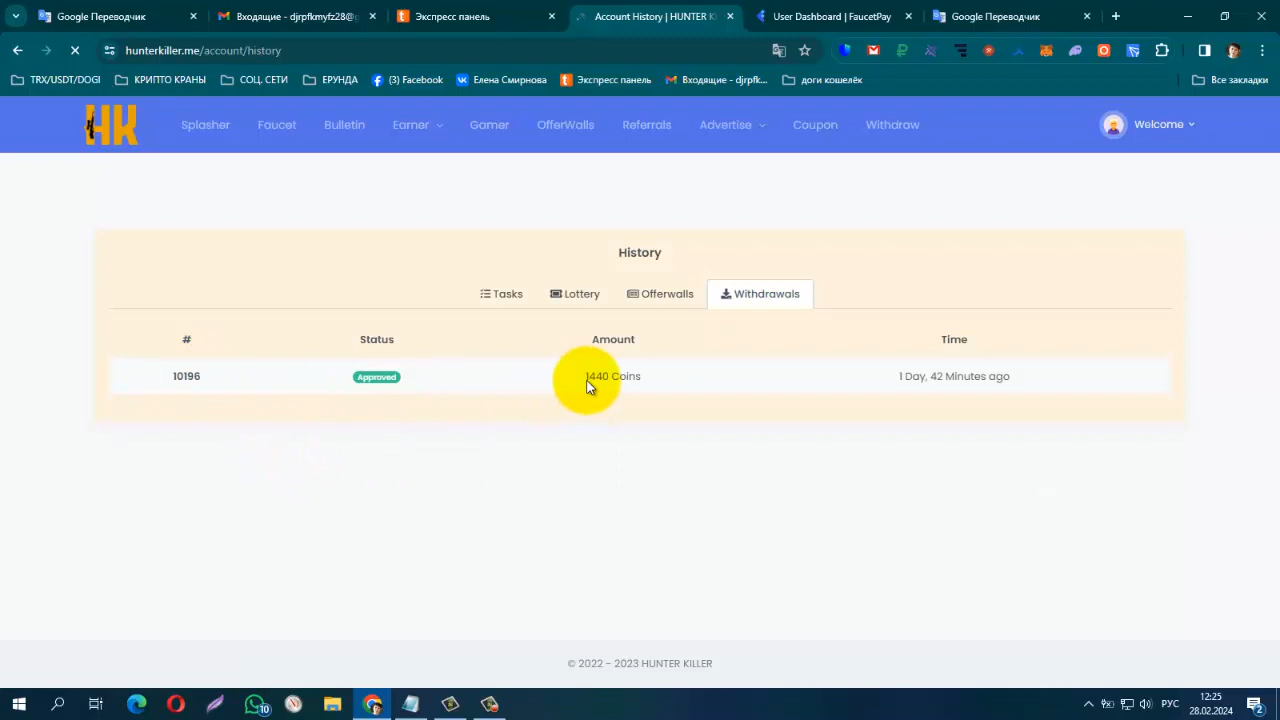 Google Переводчик
Входящие - djrpfkmyfz28@g
Экспресс панель
Account History | HUNTER KI
User Dashboard | FaucetPay
Google Переводчик
hunterkiller.me/account/history
TRX/USDT/DOGI
КРИПТО КРАНЫ
СОЦ. СЕТИ
ЕРУНДА
(3) Facebook
Елена Смирнова
Экспресс панель
Входящие - djrpfk...
доги кошелёк
Все закладки
HK
Splasher
Faucet
Bulletin
Earner
Gamer
OfferWalls
Referrals
Advertise
Coupon
Withdraw
Welcome
History
Tasks
Lottery
Offerwalls
Withdrawals
# Status Amount Time
10196 Approved 1440 Coins 1 Day, 42 Minutes ago
© 2022 - 2023 HUNTER KILLER
10
РУС
12:25
28.02.2024
2